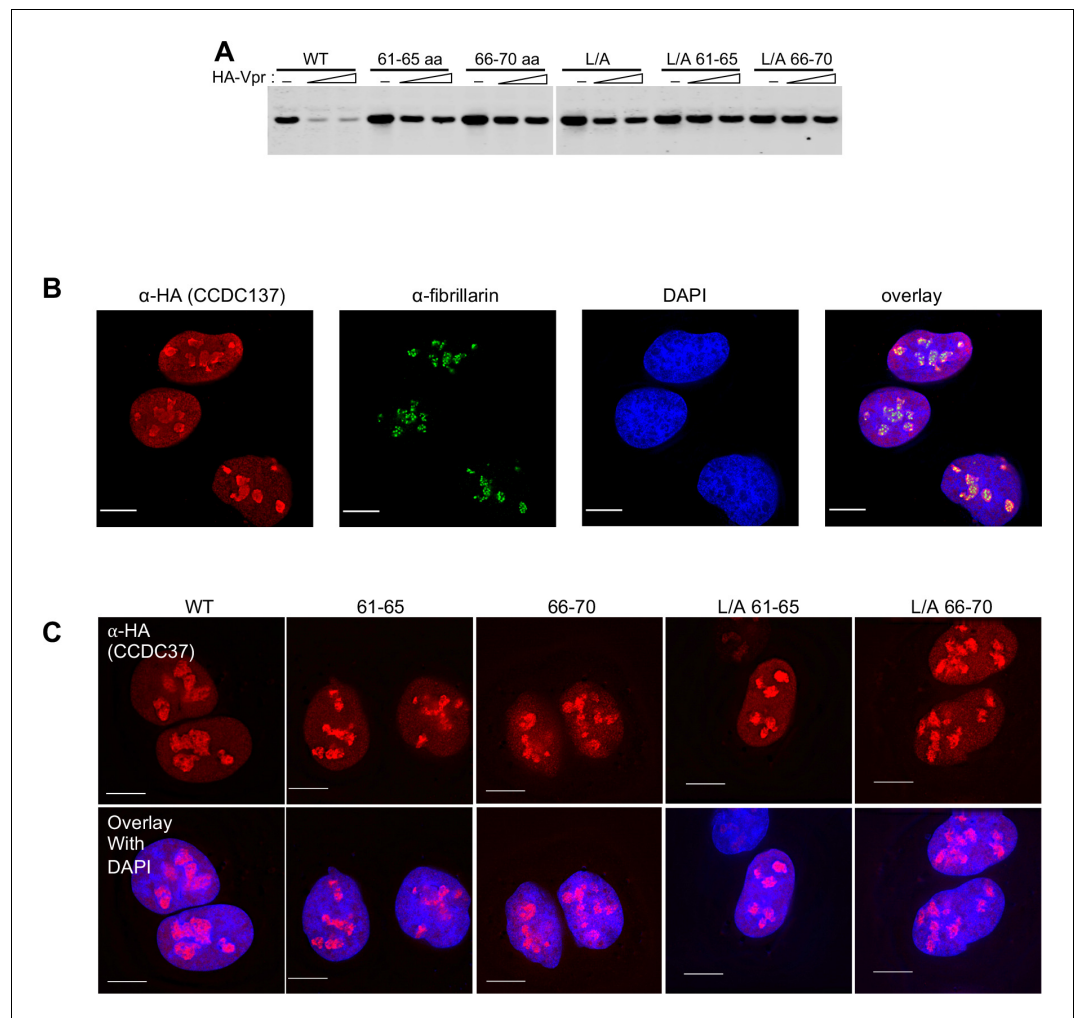 A
WT 61-65 aa 66-70 aa L/A L/A 61-65 L/A 66-70
HA-Vpr : – – – – – –
B
α-HA (CCDC137) α-fibrillarin DAPI overlay
WT 61-65 66-70 L/A 61-65 L/A 66-70
C
α-HA
(CCDC37)
Overlay
With
DAPI